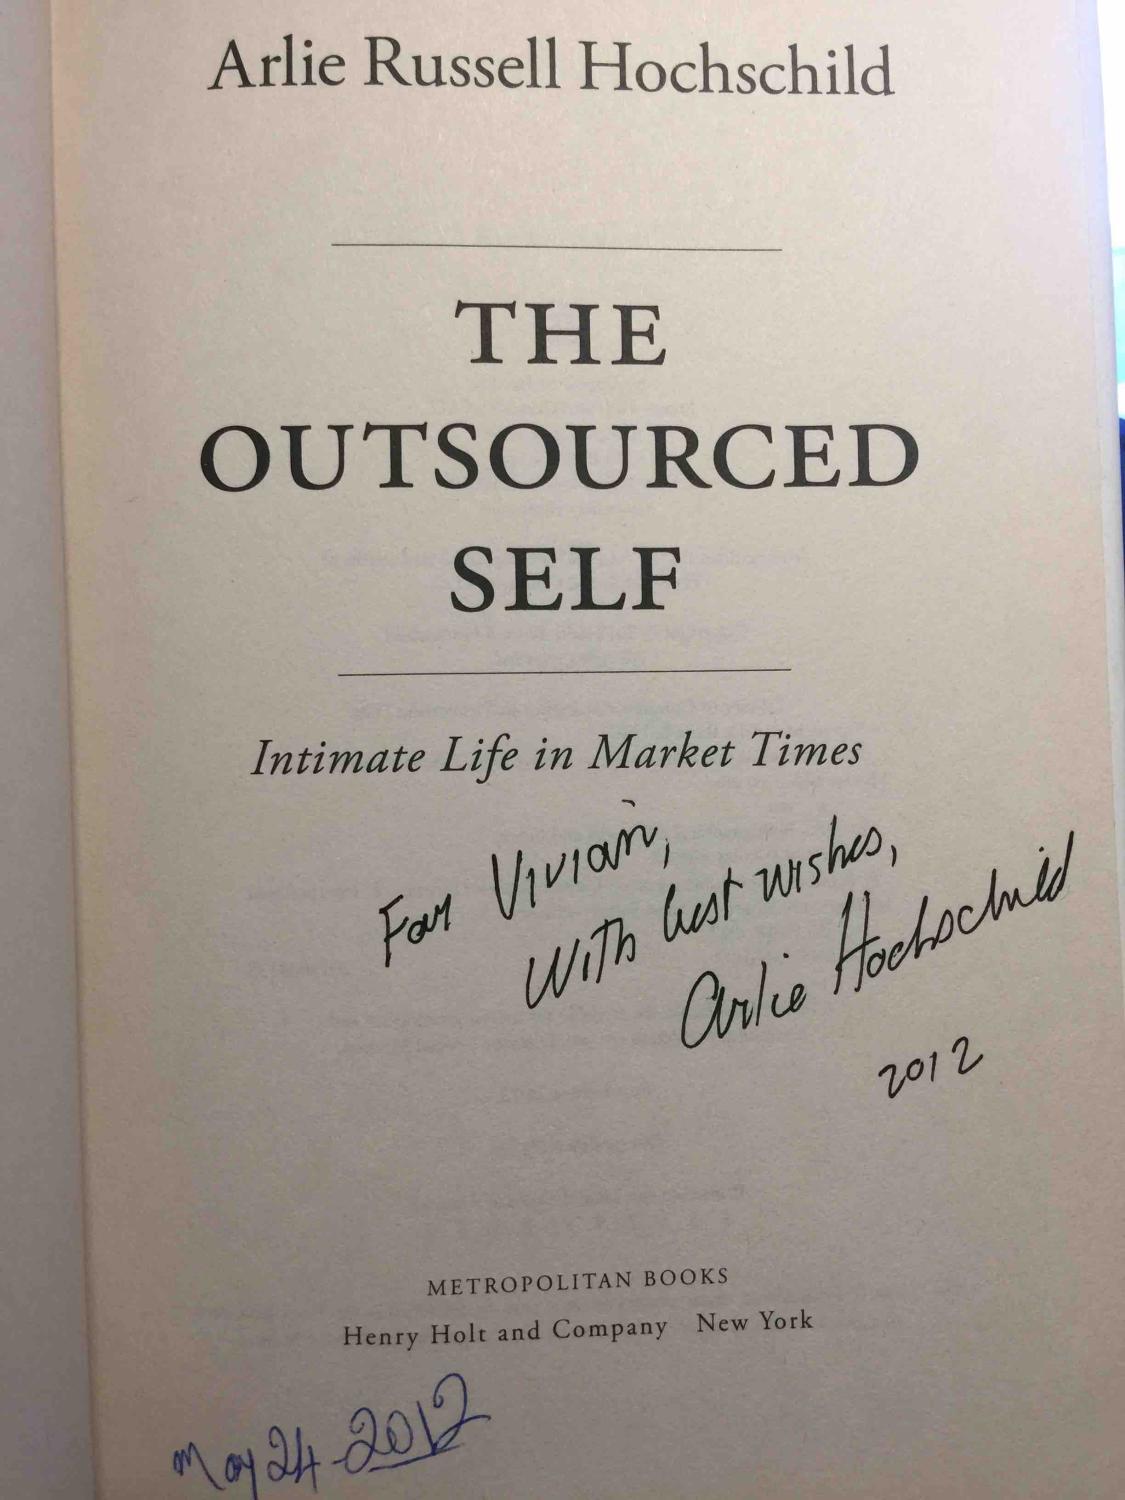 Arlie Russell Hochschild
THE
OUTSOURCED
SELF
Intimate Life in Market Times
For Vivian,
With best wishes,
Arlie Hochschild
2012
METROPOLITAN BOOKS
Henry Holt and Company New York
May 24-2012